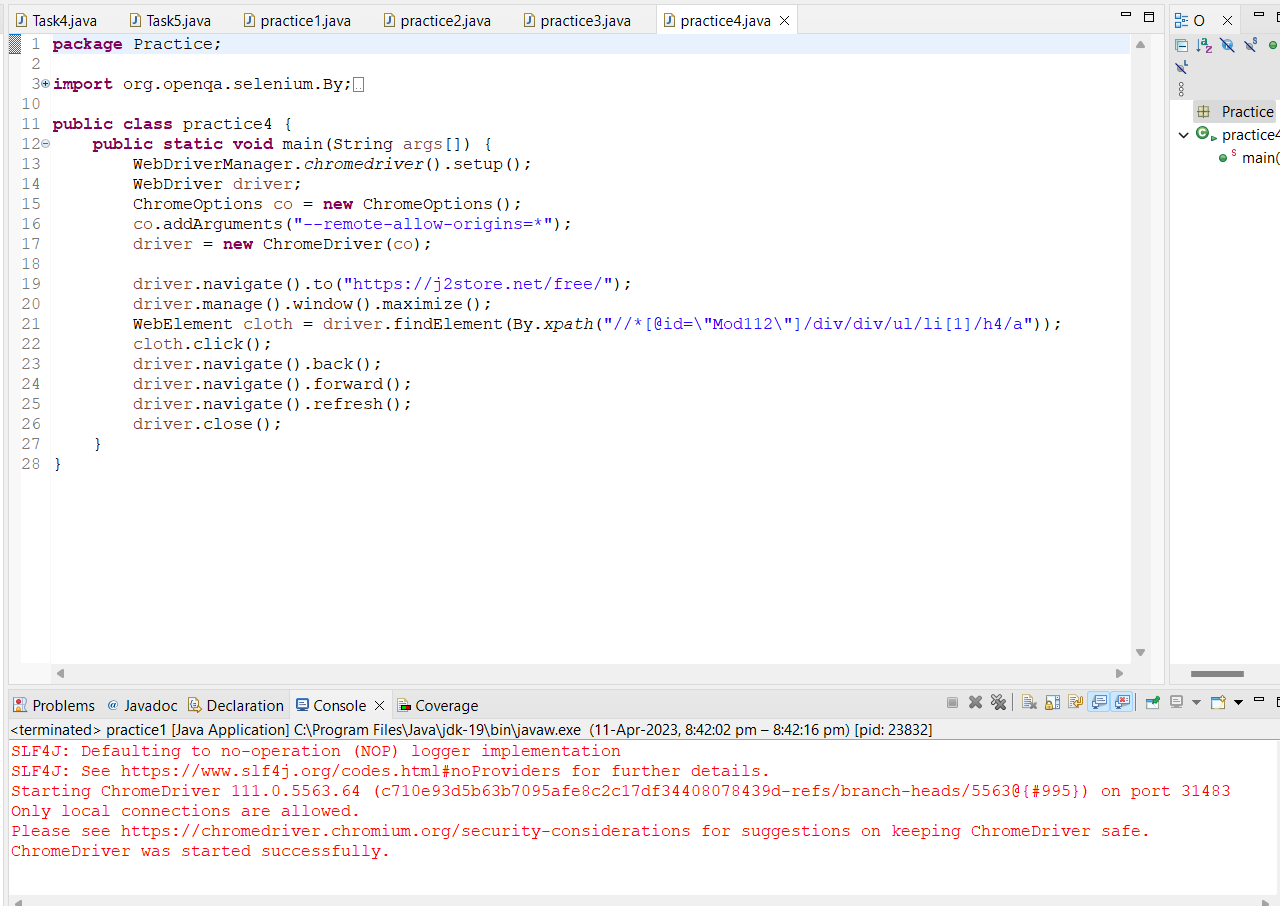 Task4.java Task5.java practice1.java practice2.java practice3.java practice4.java
O
1 package Practice;
2
3 import org.openqa.selenium.By;
10
11 public class practice4 {
12 public static void main(String args[]) {
13 WebDriverManager.chromedriver().setup();
14 WebDriver driver;
15 ChromeOptions co = new ChromeOptions();
16 co.addArguments("--remote-allow-origins=*");
17 driver = new ChromeDriver(co);
18
19 driver.navigate().to("https://j2store.net/free/");
20 driver.manage().window().maximize();
21 WebElement cloth = driver.findElement(By.xpath("//*[@id=\"Mod112\"]/div/div/ul/li[1]/h4/a"));
22 cloth.click();
23 driver.navigate().back();
24 driver.navigate().forward();
25 driver.navigate().refresh();
26 driver.close();
27 }
28 }
Practice
practice4
main(
Problems Javadoc Declaration Console Coverage
<terminated> practice1 [Java Application] C:\Program Files\Java\jdk-19\bin\javaw.exe (11-Apr-2023, 8:42:02 pm – 8:42:16 pm) [pid: 23832]
SLF4J: Defaulting to no-operation (NOP) logger implementation
SLF4J: See https://www.slf4j.org/codes.html#noProviders for further details.
Starting ChromeDriver 111.0.5563.64 (c710e93d5b63b7095afe8c2c17df34408078439d-refs/branch-heads/5563@{#995}) on port 31483
Only local connections are allowed.
Please see https://chromedriver.chromium.org/security-considerations for suggestions on keeping ChromeDriver safe.
ChromeDriver was started successfully.